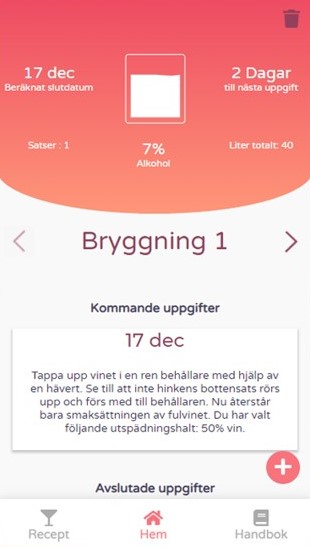 17 dec
Beräknat slutdatum
2 Dagar
till nästa uppgift
Satser : 1
7%
Alkohol
Liter totalt: 40
Bryggning 1
Kommande uppgifter
17 dec
Tappa upp vinet i en ren behållare med hjälp av
en hävert. Se till att inte hinkens bottensats rörs
upp och förs med till behållaren. Nu återstår
bara smaksättningen av fulvinet. Du har valt
följande utspädningshalt: 50% vin.
Avslutade uppgifter
Recept
Hem
Handbok